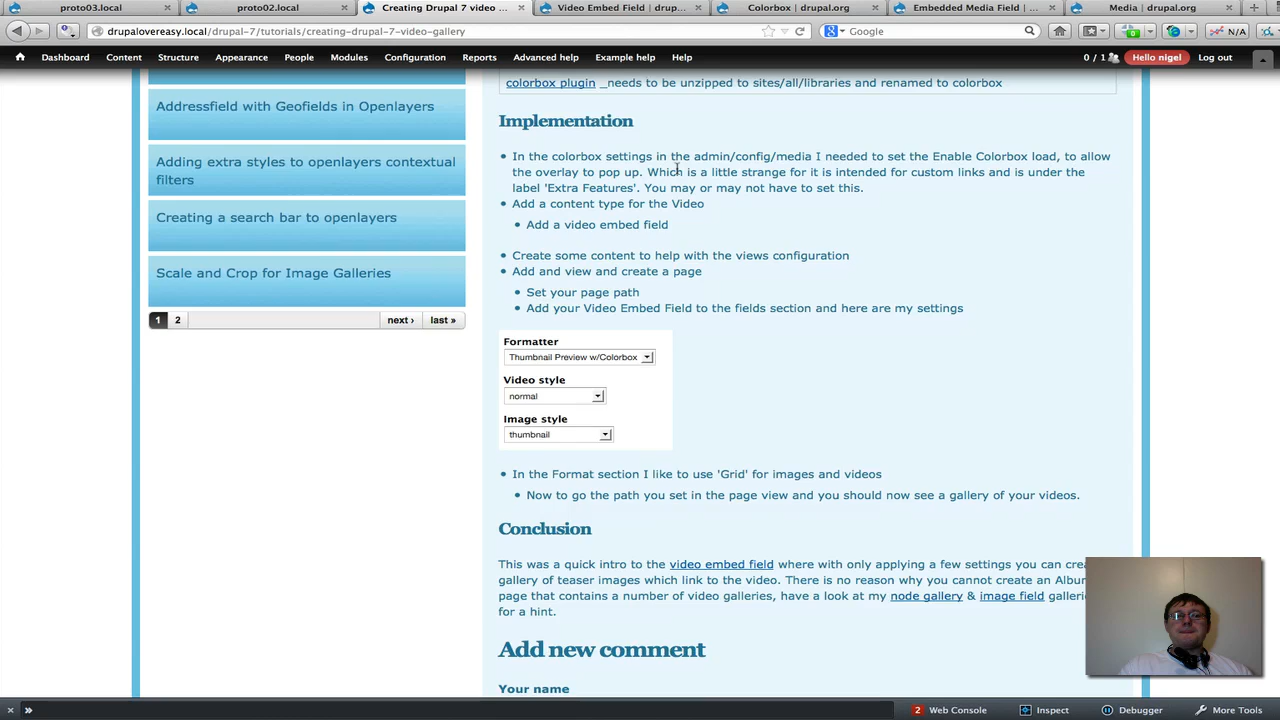 proto03.local × proto02.local × Creating Drupal 7 video ... × Video Embed Field | drup... × Colorbox | drupal.org × Embedded Media Field | ... × Media | drupal.org × +
drupalovereasy.local/drupal-7/tutorials/creating-drupal-7-video-gallery
Google
N/A
Dashboard Content Structure Appearance People Modules Configuration Reports Advanced help Example help Help 0 / 1 Hello nigel Log out
colorbox plugin _needs to be unzipped to sites/all/libraries and renamed to colorbox
Addressfield with Geofields in Openlayers
Adding extra styles to openlayers contextual
filters
Creating a search bar to openlayers
Scale and Crop for Image Galleries
1 2 next › last »
Implementation
• In the colorbox settings in the admin/config/media I needed to set the Enable Colorbox load, to allow
the overlay to pop up. Which is a little strange for it is intended for custom links and is under the
label 'Extra Features'. You may or may not have to set this.
• Add a content type for the Video
• Add a video embed field
• Create some content to help with the views configuration
• Add and view and create a page
• Set your page path
• Add your Video Embed Field to the fields section and here are my settings
Formatter
Thumbnail Preview w/Colorbox
Video style
normal
Image style
thumbnail
• In the Format section I like to use 'Grid' for images and videos
• Now to go the path you set in the page view and you should now see a gallery of your videos.
Conclusion
This was a quick intro to the video embed field where with only applying a few settings you can crea
gallery of teaser images which link to the video. There is no reason why you cannot create an Albu
page that contains a number of video galleries, have a look at my node gallery & image field gallerie
for a hint.
Add new comment
Your name
× » 2 Web Console Inspect Debugger More Tools